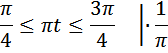 π/4 ≤ πt ≤ 3π/4 |·1/π